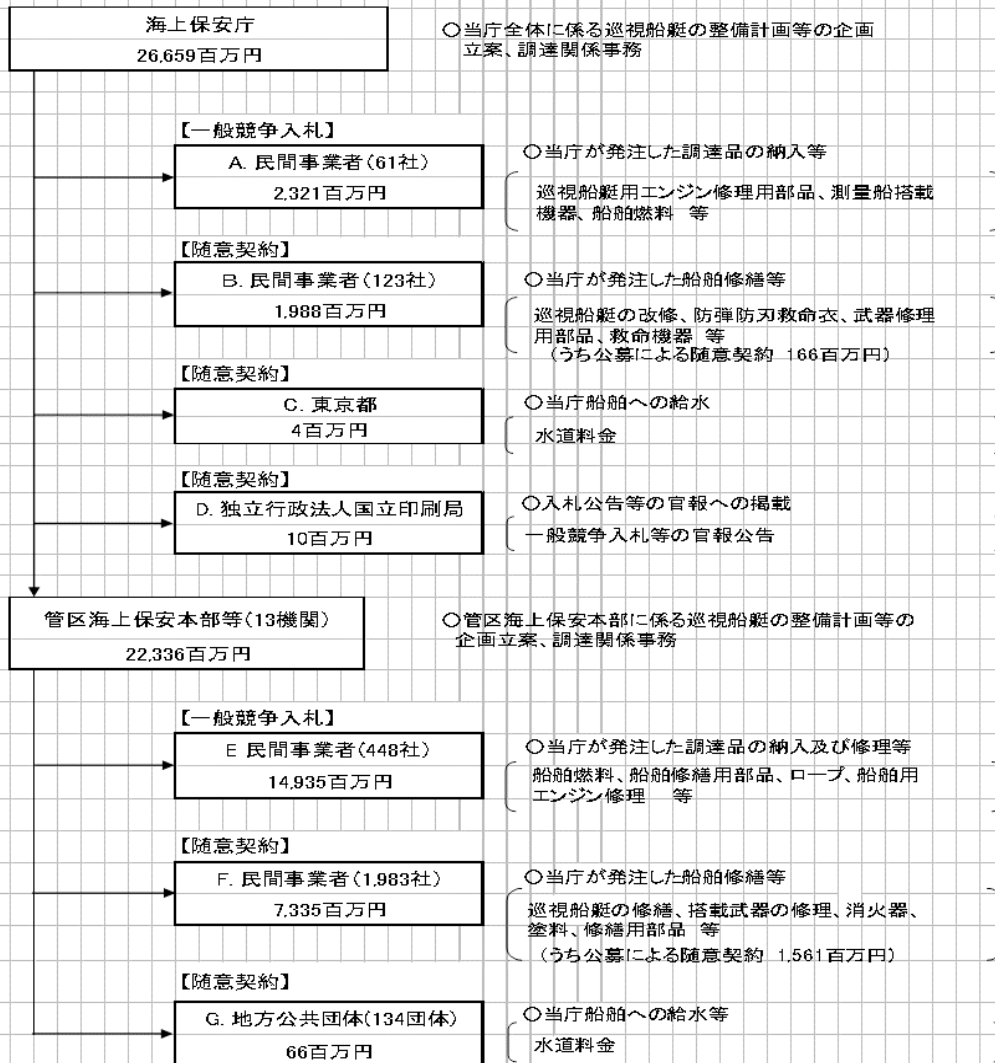 海上保安庁
26,659百万円
○当庁全体に係る巡視船艇の整備計画等の企画
立案、調達関係事務
【一般競争入札】
A. 民間事業者(61社)
2,321百万円
○当庁が発注した調達品の納入等
巡視船艇用エンジン修理用部品、測量船搭載
機器、船舶燃料 等
【随意契約】
B. 民間事業者(123社)
1,988百万円
○当庁が発注した船舶修繕等
巡視船艇の改修、防弾防刃救命衣、武器修理
用部品、救命機器 等
(うち公募による随意契約 166百万円)
【随意契約】
C. 東京都
4百万円
○当庁船舶への給水
水道料金
【随意契約】
D. 独立行政法人国立印刷局
10百万円
○入札公告等の官報への掲載
一般競争入札等の官報公告
管区海上保安本部等(13機関)
22,336百万円
○管区海上保安本部に係る巡視船艇の整備計画等の
企画立案、調達関係事務
【一般競争入札】
E 民間事業者(448社)
14,935百万円
○当庁が発注した調達品の納入及び修理等
船舶燃料、船舶修繕用部品、ロープ、船舶用
エンジン修理 等
【随意契約】
F. 民間事業者(1,983社)
7,335百万円
○当庁が発注した船舶修繕等
巡視船艇の修繕、搭載武器の修理、消火器、
塗料、修繕用部品 等
(うち公募による随意契約 1,561百万円)
【随意契約】
G. 地方公共団体(134団体)
66百万円
○当庁船舶への給水等
水道料金